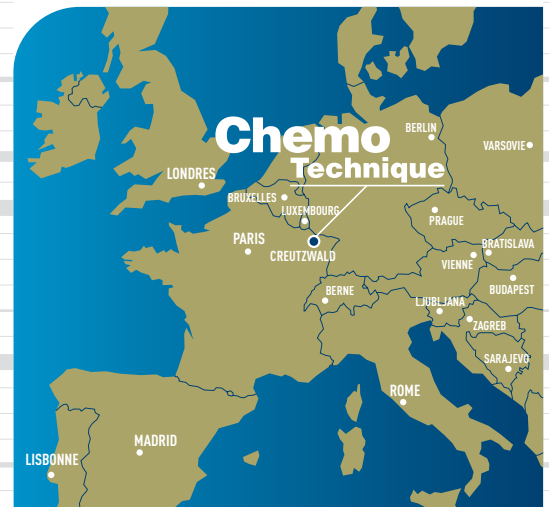 Chemo
Technique
BERLIN
VARSOVIE
LONDRES
BRUXELLES
LUXEMBOURG
PRAGUE
PARIS
CREUTZWALD
BRATISLAVA
VIENNE
BERNE
BUDAPEST
LJUBLJANA
ZAGREB
SARAJEVO
ROME
MADRID
LISBONNE